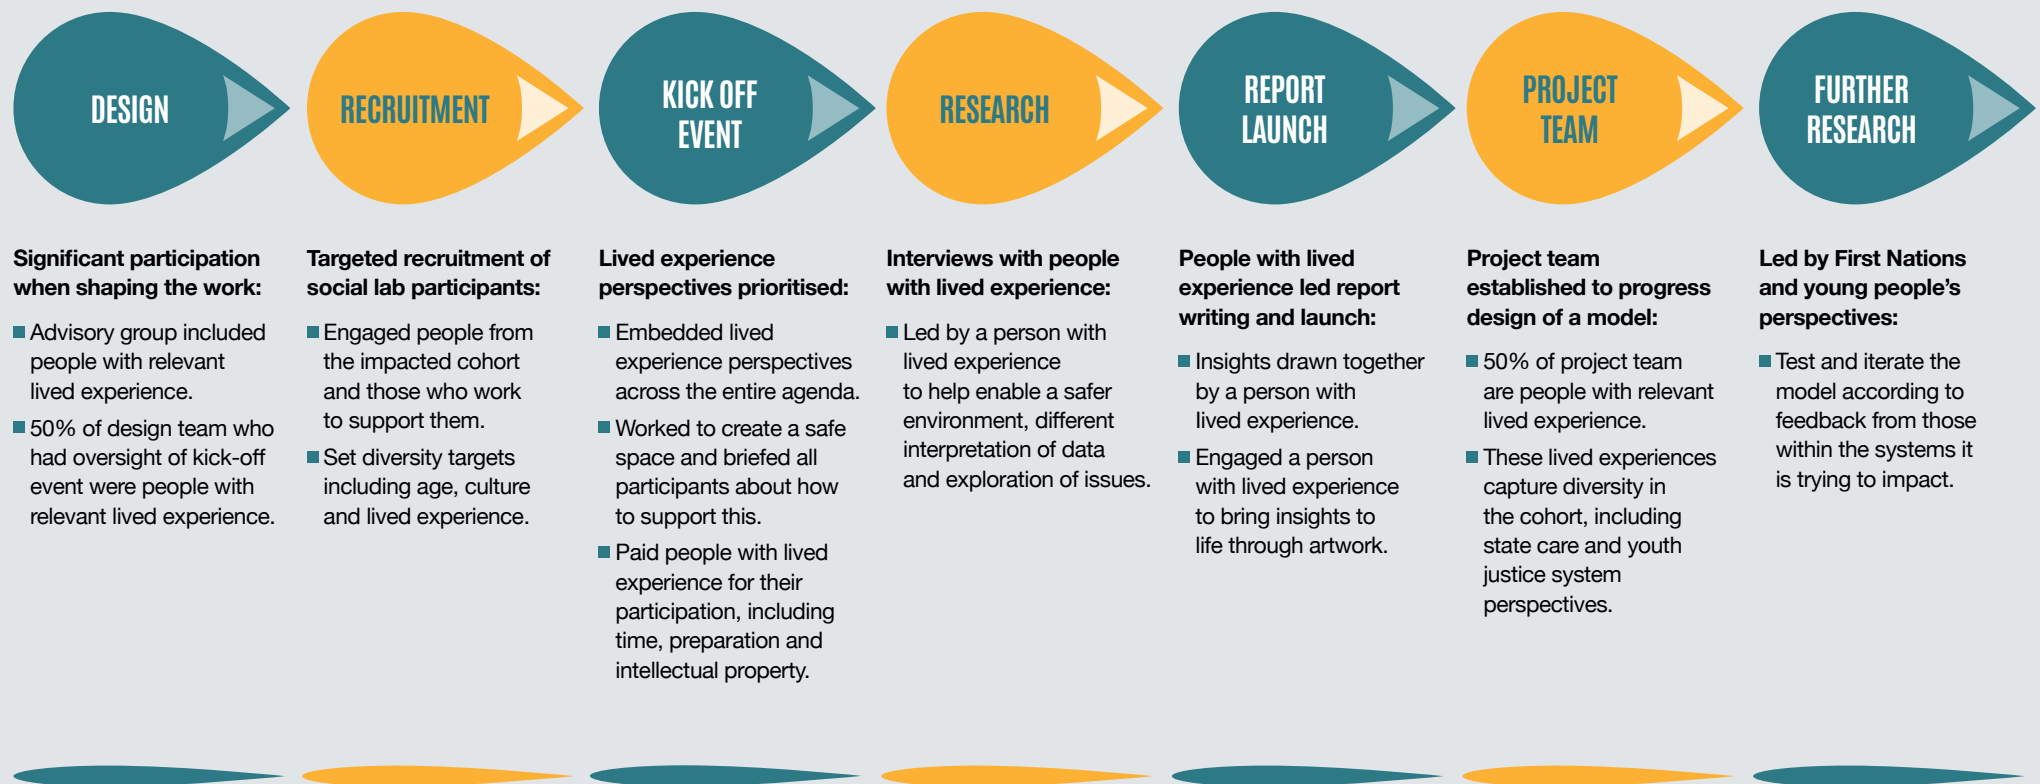 DESIGN
Significant participation
when shaping the work:
Advisory group included
people with relevant
lived experience.
50% of design team who
had oversight of kick-off
event were people with
relevant lived experience.
RECRUITMENT
Targeted recruitment of
social lab participants:
Engaged people from
the impacted cohort
and those who work
to support them.
Set diversity targets
including age, culture
and lived experience.
KICK OFF
EVENT
Lived experience
perspectives prioritised:
Embedded lived
experience perspectives
across the entire agenda.
Worked to create a safe
space and briefed all
participants about how
to support this.
Paid people with lived
experience for their
participation, including
time, preparation and
intellectual property.
RESEARCH
Interviews with people
with lived experience:
Led by a person with
lived experience
to help enable a safer
environment, different
interpretation of data
and exploration of issues.
REPORT
LAUNCH
People with lived
experience led report
writing and launch:
Insights drawn together
by a person with
lived experience.
Engaged a person
with lived experience
to bring insights to
life through artwork.
PROJECT
TEAM
Project team
established to progress
design of a model:
50% of project team
are people with relevant
lived experience.
These lived experiences
capture diversity in
the cohort, including
state care and youth
justice system
perspectives.
FURTHER
RESEARCH
Led by First Nations
and young people’s
perspectives:
Test and iterate the
model according to
feedback from those
within the systems it
is trying to impact.